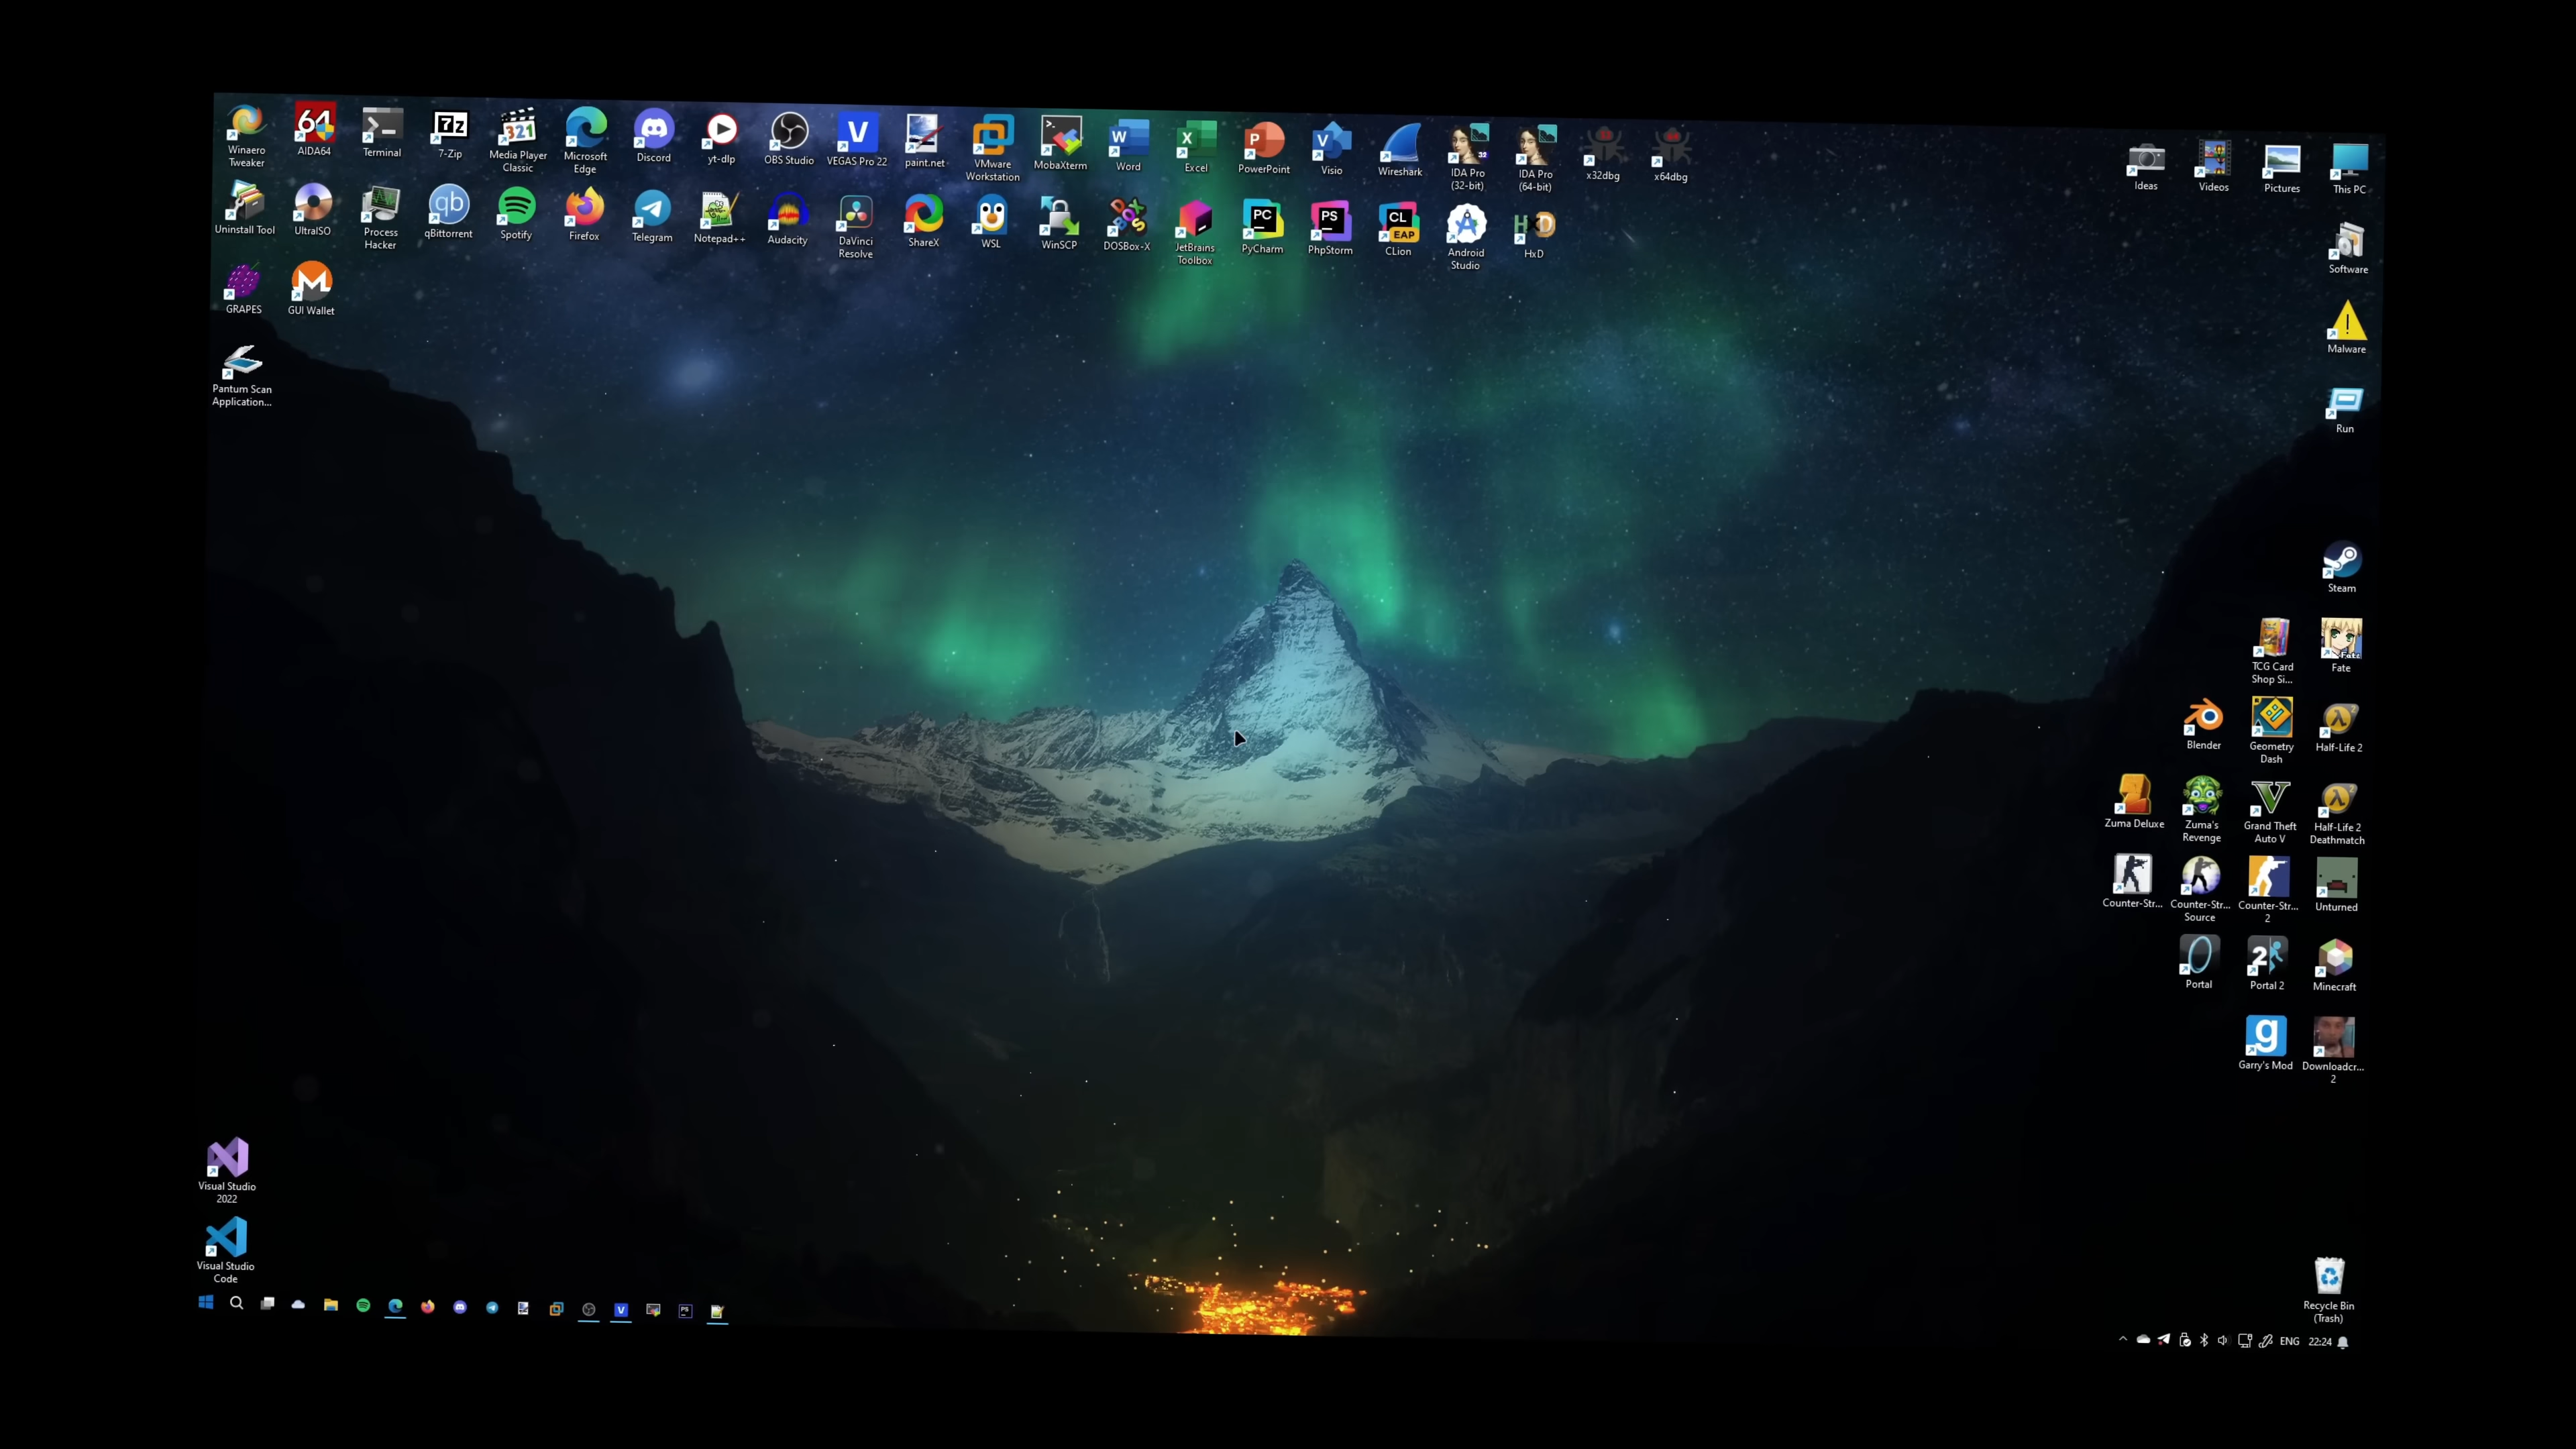 Winaero
Tweaker
AIDA64
Terminal
7-Zip
Media Player
Classic
Microsoft
Edge
Discord
yt-dlp
OBS Studio
VEGAS Pro 22
paint.net
VMware
Workstation
MobaXterm
Word
Excel
PowerPoint
Visio
Wireshark
IDA Pro
(32-bit)
IDA Pro
(64-bit)
x32dbg
x64dbg
Ideas
Videos
Pictures
This PC
Uninstall Tool
UltraISO
Process
Hacker
qBittorrent
Spotify
Firefox
Telegram
Notepad++
Audacity
DaVinci
Resolve
ShareX
WSL
WinSCP
DOSBox-X
JetBrains
Toolbox
PyCharm
PhpStorm
CLion
Android
Studio
HxD
Software
GRAPES
GUI Wallet
Malware
Pantum Scan
Application...
Run
Steam
TCG Card
Shop Si...
Fate
Blender
Geometry
Dash
Half-Life 2
Zuma Deluxe
Zuma's
Revenge
Grand Theft
Auto V
Half-Life 2
Deathmatch
Counter-Str...
Counter-Str...
Source
Counter-Str...
2
Unturned
Portal
Portal 2
Minecraft
Garry's Mod
Downloadcr...
2
Visual Studio
2022
Visual Studio
Code
Recycle Bin
(Trash)
ENG
22:24